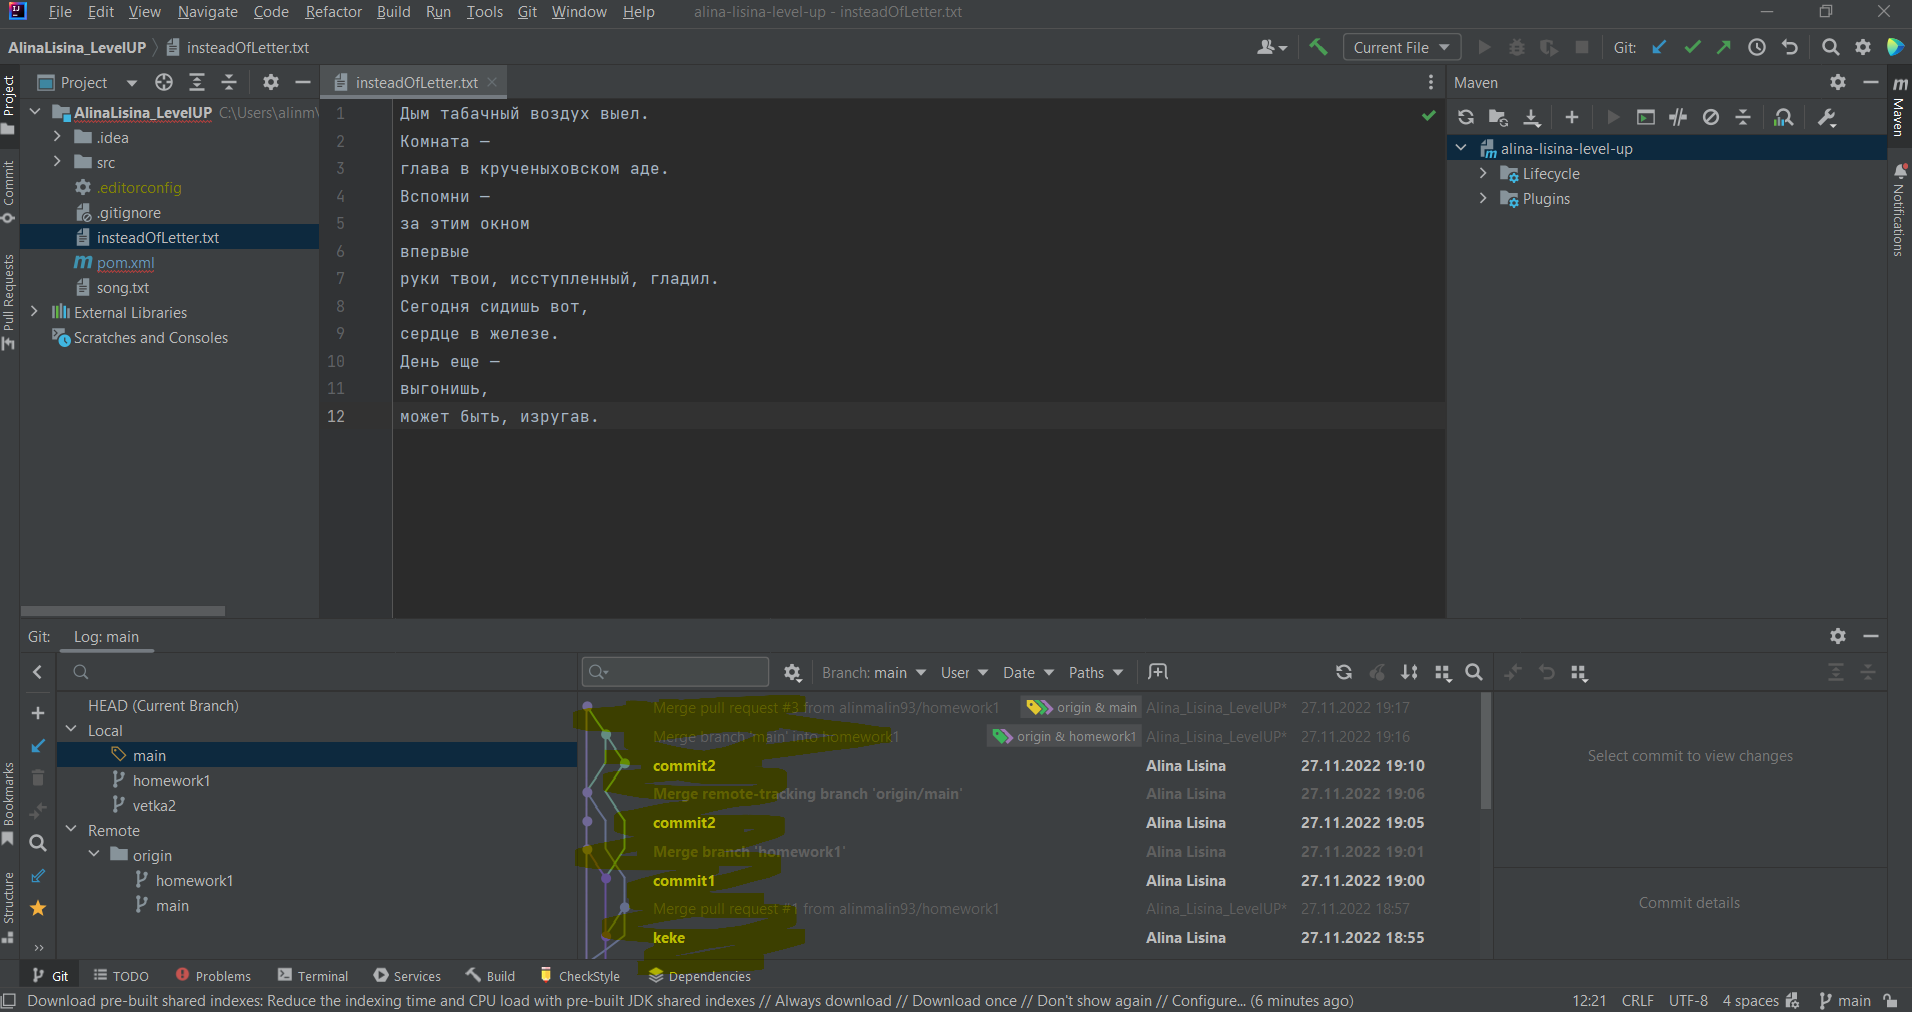 File Edit View Navigate Code Refactor Build Run Tools Git Window Help alina-lisina-level-up - insteadOfLetter.txt
AlinaLisina_LevelUP insteadOfLetter.txt Current File Git:
Project
insteadOfLetter.txt
Maven
AlinaLisina_LevelUP C:\Users\alinm\
.idea
src
.editorconfig
.gitignore
insteadOfLetter.txt
pom.xml
song.txt
External Libraries
Scratches and Consoles
Project
Commit
Pull Requests
Bookmarks
Structure
1 Дым табачный воздух выел.
2 Комната —
3 глава в крученыховском аде.
4 Вспомни —
5 за этим окном
6 впервые
7 руки твои, исступленный, гладил.
8 Сегодня сидишь вот,
9 сердце в железе.
10 День еще —
11 выгонишь,
12 может быть, изругав.
alina-lisina-level-up
Lifecycle
Plugins
Maven
Notifications
Git: Log: main
Branch: main User Date Paths
HEAD (Current Branch)
Local
main
homework1
vetka2
Remote
origin
homework1
main
Merge pull request #3 from alinmalin93/homework1 origin & main Alina_Lisina_LevelUP* 27.11.2022 19:17
Merge branch 'main' into homework1 origin & homework1 Alina_Lisina_LevelUP* 27.11.2022 19:16
commit2 Alina Lisina 27.11.2022 19:10
Merge remote-tracking branch 'origin/main' Alina Lisina 27.11.2022 19:06
commit2 Alina Lisina 27.11.2022 19:05
Merge branch 'homework1' Alina Lisina 27.11.2022 19:01
commit1 Alina Lisina 27.11.2022 19:00
Merge pull request #1 from alinmalin93/homework1 Alina_Lisina_LevelUP* 27.11.2022 18:57
keke Alina Lisina 27.11.2022 18:55
Select commit to view changes
Commit details
Git TODO Problems Terminal Services Build CheckStyle Dependencies
Download pre-built shared indexes: Reduce the indexing time and CPU load with pre-built JDK shared indexes // Always download // Download once // Don't show again // Configure... (6 minutes ago) 12:21 CRLF UTF-8 4 spaces main